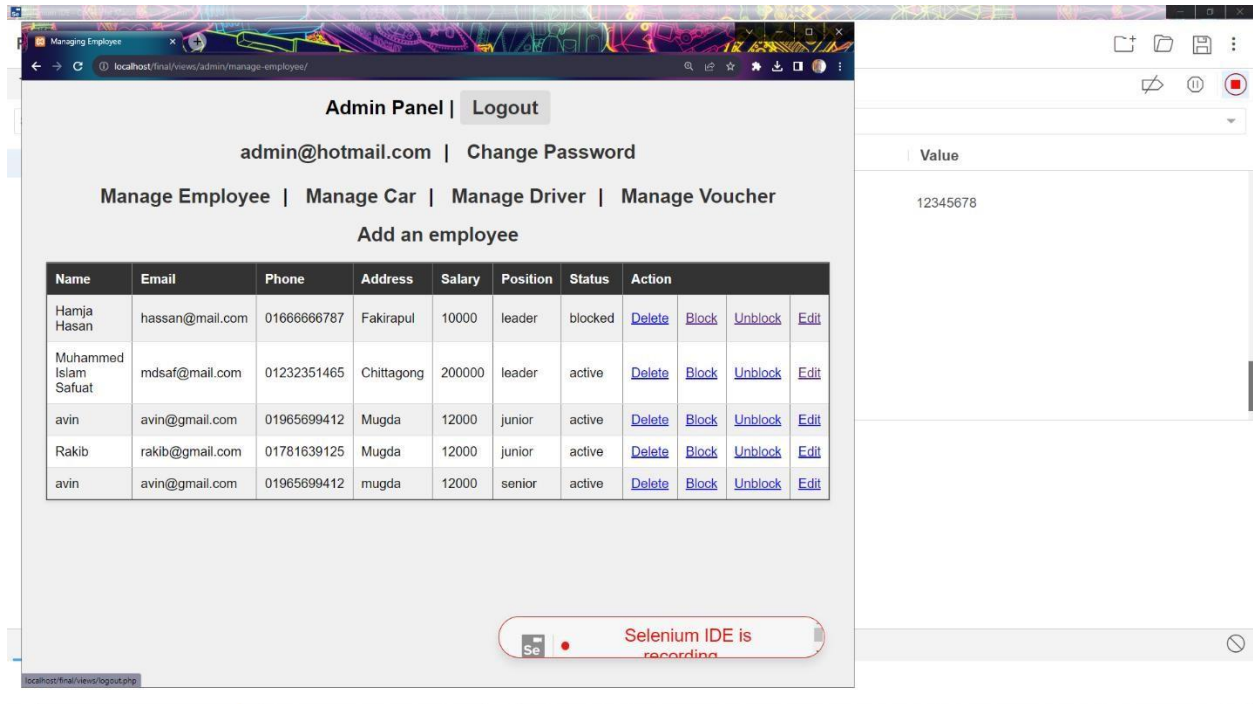 Managing Employee
localhost/final/views/admin/manage-employee/
Admin Panel | Logout
admin@hotmail.com | Change Password
Manage Employee | Manage Car | Manage Driver | Manage Voucher
Add an employee
Name Email Phone Address Salary Position Status Action
Hamja
Hasan
hassan@mail.com 01666666787 Fakirapul 10000 leader blocked Delete Block Unblock Edit
Muhammed
Islam
Safuat
mdsaf@mail.com 01232351465 Chittagong 200000 leader active Delete Block Unblock Edit
avin avin@gmail.com 01965699412 Mugda 12000 junior active Delete Block Unblock Edit
Rakib rakib@gmail.com 01781639125 Mugda 12000 junior active Delete Block Unblock Edit
avin avin@gmail.com 01965699412 mugda 12000 senior active Delete Block Unblock Edit
Se
Selenium IDE is
recording
localhost/final/views/logout.php
Value
12345678